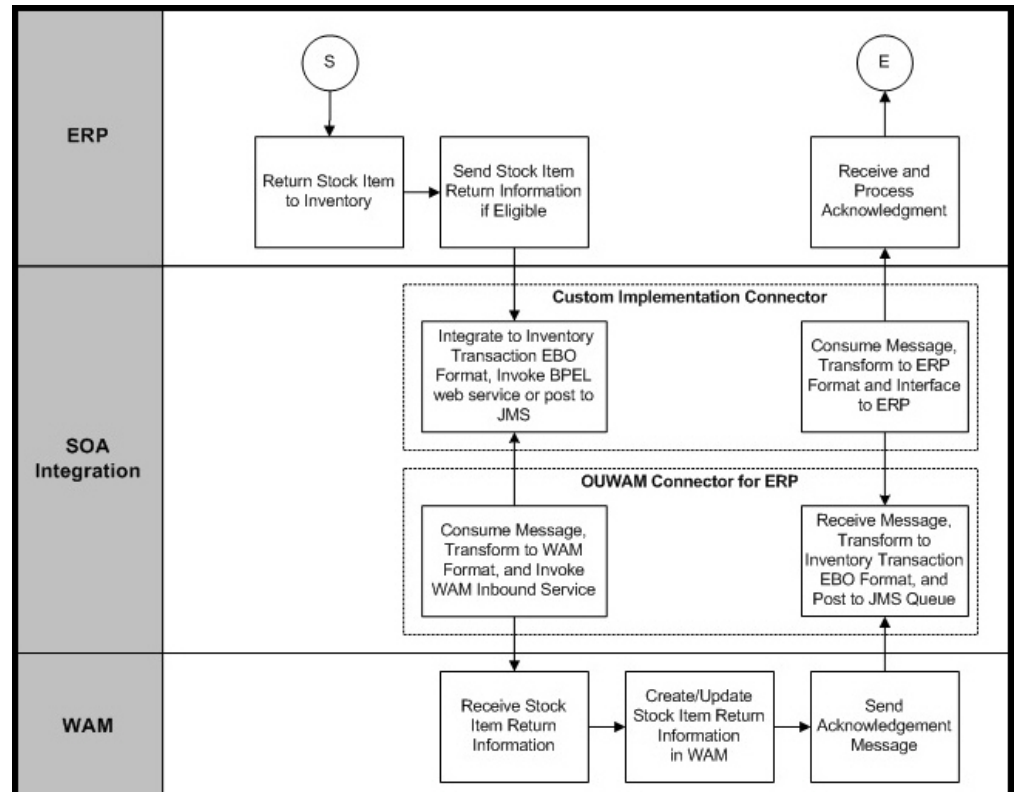 S
E
ERP
Return Stock Item
to Inventory
Send Stock Item
Return Information
if Eligible
Receive and
Process
Acknowledgment
SOA
Integration
Custom Implementation Connector
Integrate to Inventory
Transaction EBO
Format, Invoke BPEL
web service or post to
JMS
Consume Message,
Transform to ERP
Format and Interface
to ERP
OUWAM Connector for ERP
Consume Message,
Transform to WAM
Format, and Invoke
WAM Inbound Service
Receive Message,
Transform to
Inventory Transaction
EBO Format, and
Post to JMS Queue
WAM
Receive Stock
Item Return
Information
Create/Update
Stock Item Return
Information
in WAM
Send
Acknowledgement
Message